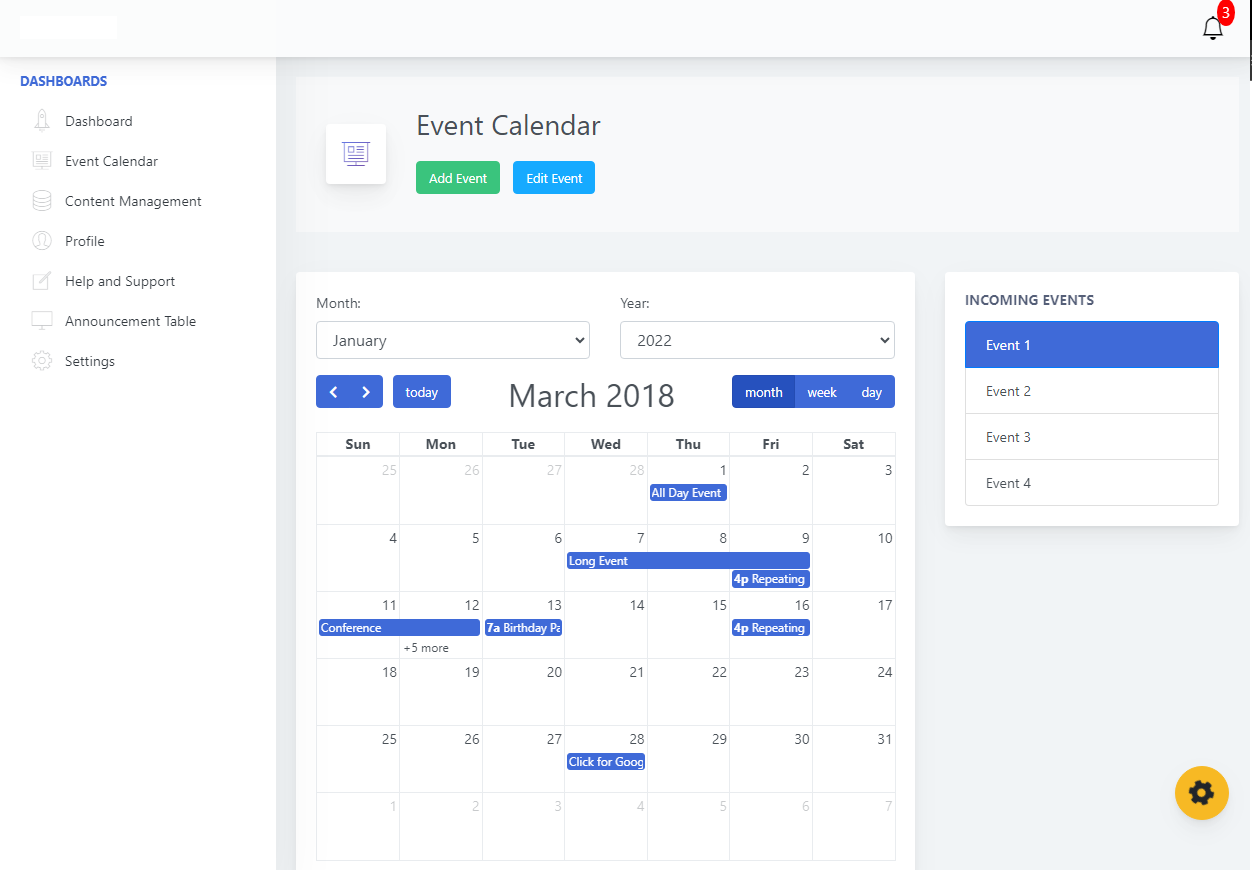 3
DASHBOARDS
Dashboard
Event Calendar
Content Management
Profile
Help and Support
Announcement Table
Settings
Event Calendar
Add Event Edit Event
Month: Year:
January 2022
today March 2018 month week day
Sun Mon Tue Wed Thu Fri Sat
25 26 27 28 1 2 3
All Day Event
4 5 6 7 8 9 10
Long Event
4p Repeating
11 12 13 14 15 16 17
Conference 7a Birthday Pa 4p Repeating
+5 more
18 19 20 21 22 23 24
25 26 27 28 29 30 31
Click for Goog
1 2 3 4 5 6 7
INCOMING EVENTS
Event 1
Event 2
Event 3
Event 4